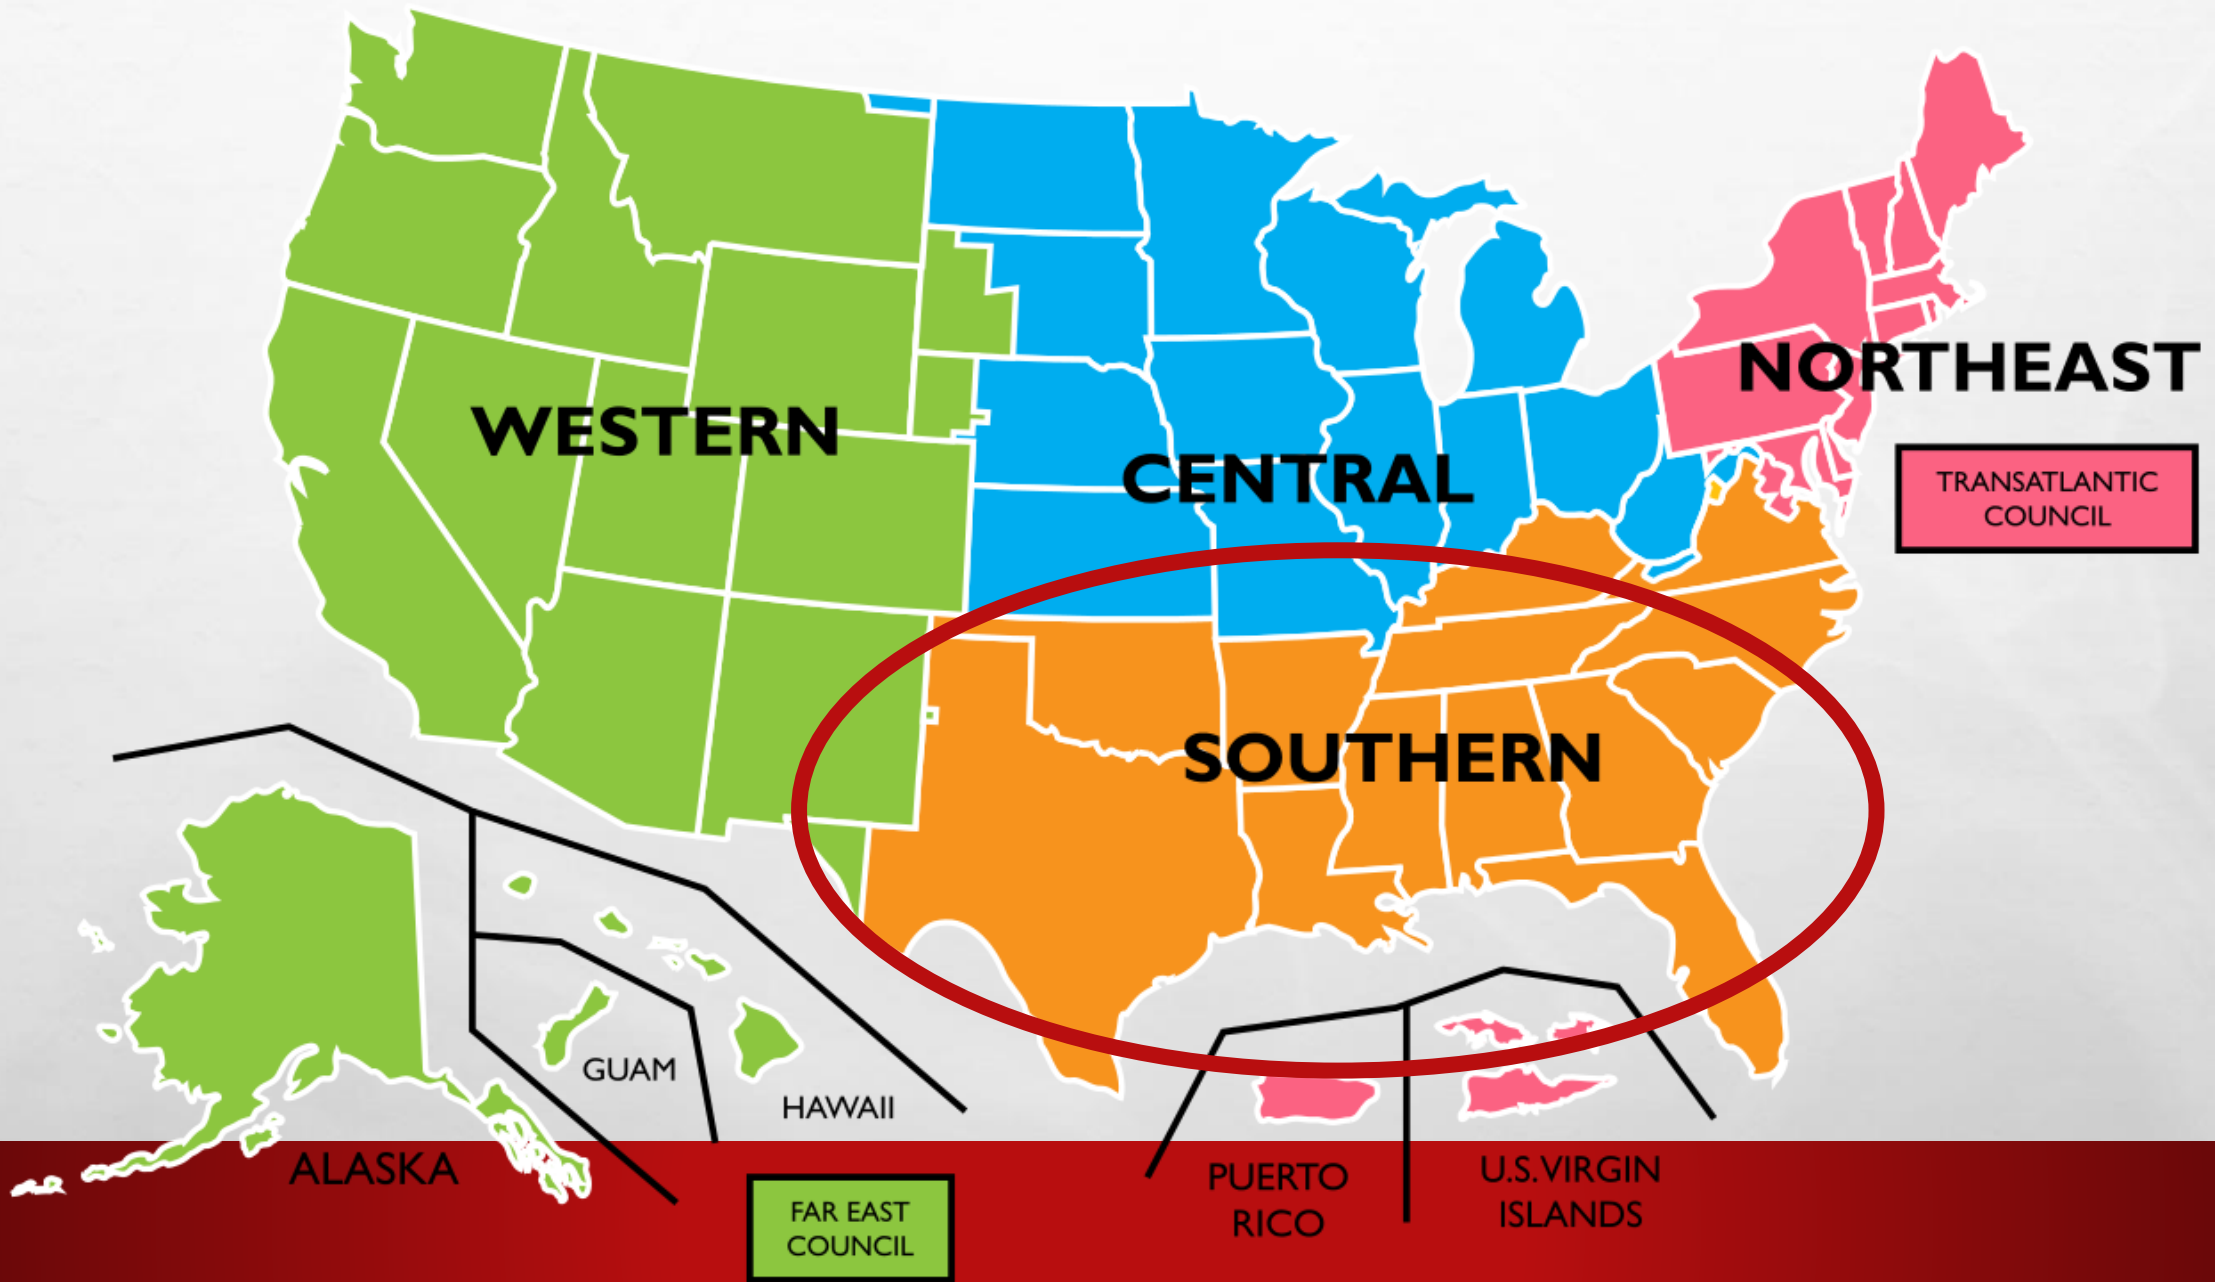 NORTHEAST
WESTERN
CENTRAL
TRANSATLANTIC
COUNCIL
SOUTHERN
GUAM
HAWAII
ALASKA
PUERTO
RICO
U.S.VIRGIN
ISLANDS
FAR EAST
COUNCIL